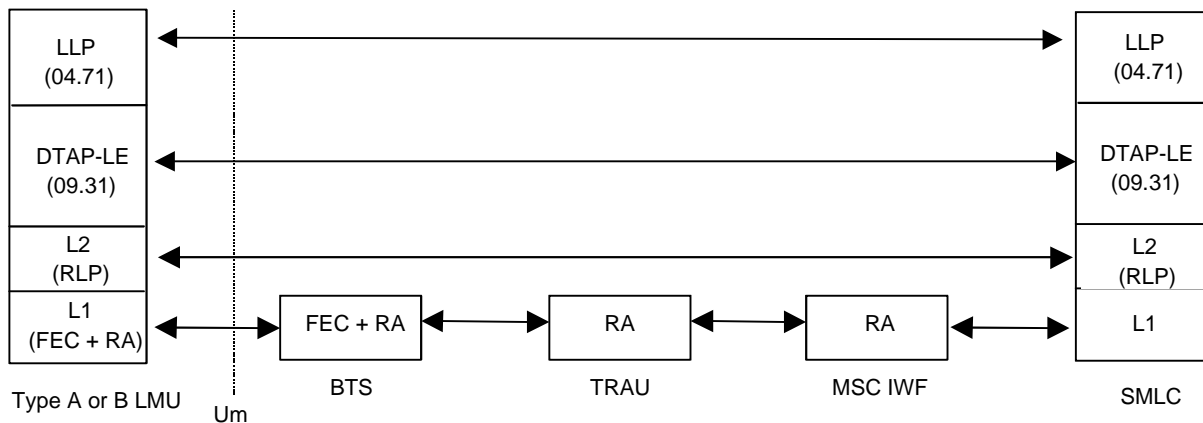 LLP
(04.71)
LLP
(04.71)
DTAP-LE
(09.31)
DTAP-LE
(09.31)
L2
(RLP)
L2
(RLP)
L1
(FEC + RA)
FEC + RA
RA
RA
L1
Type A or B LMU
Um
BTS
TRAU
MSC IWF
SMLC